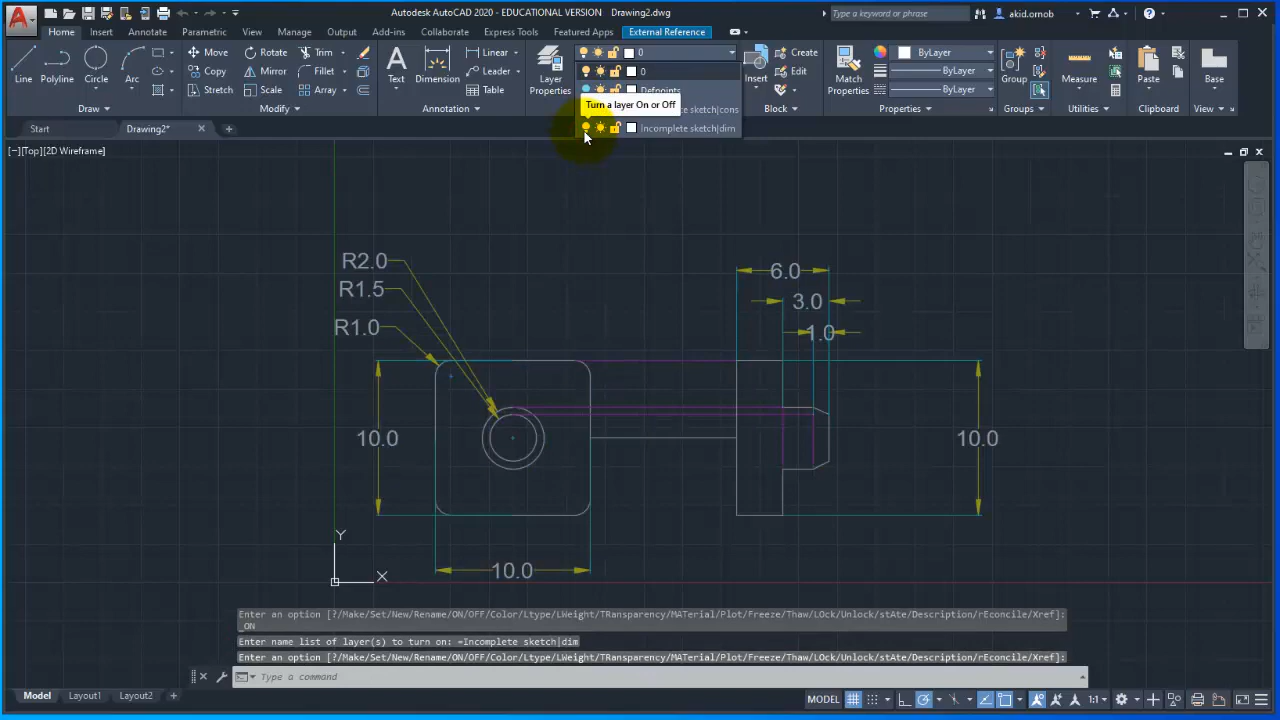 Autodesk AutoCAD 2020 - EDUCATIONAL VERSION Drawing2.dwg
Type a keyword or phrase
akid.ornob
Home Insert Annotate Parametric View Manage Output Add-ins Collaborate Express Tools Featured Apps External Reference
Line Polyline Circle Arc
Move Rotate Trim
Copy Mirror Fillet
Stretch Scale Array
Text Dimension
Linear
Leader
Table
Layer Properties
0
0
Defpoints
Turn a layer On or Off
ce sketch|cons
Incomplete sketch|dim
Insert
Create
Edit
Match Properties
ByLayer
ByLayer
ByLayer
Group
Measure
Paste
Base
Draw Modify Annotation Block Properties Groups Utilities Clipboard View
Start Drawing2*
[−][Top][2D Wireframe]
R2.0
R1.5
R1.0
6.0
3.0
1.0
10.0
10.0
10.0
Y
X
Enter an option [?/Make/Set/New/Rename/ON/OFF/Color/Ltype/LWeight/TRansparency/MATerial/Plot/Freeze/Thaw/LOck/Unlock/stAte/Description/rEconcile/Xref]:
_ON
Enter name list of layer(s) to turn on: =Incomplete sketch|dim
Enter an option [?/Make/Set/New/Rename/ON/OFF/Color/Ltype/LWeight/TRansparency/MATerial/Plot/Freeze/Thaw/LOck/Unlock/stAte/Description/rEconcile/Xref]:
Type a command
Model Layout1 Layout2
MODEL
1:1